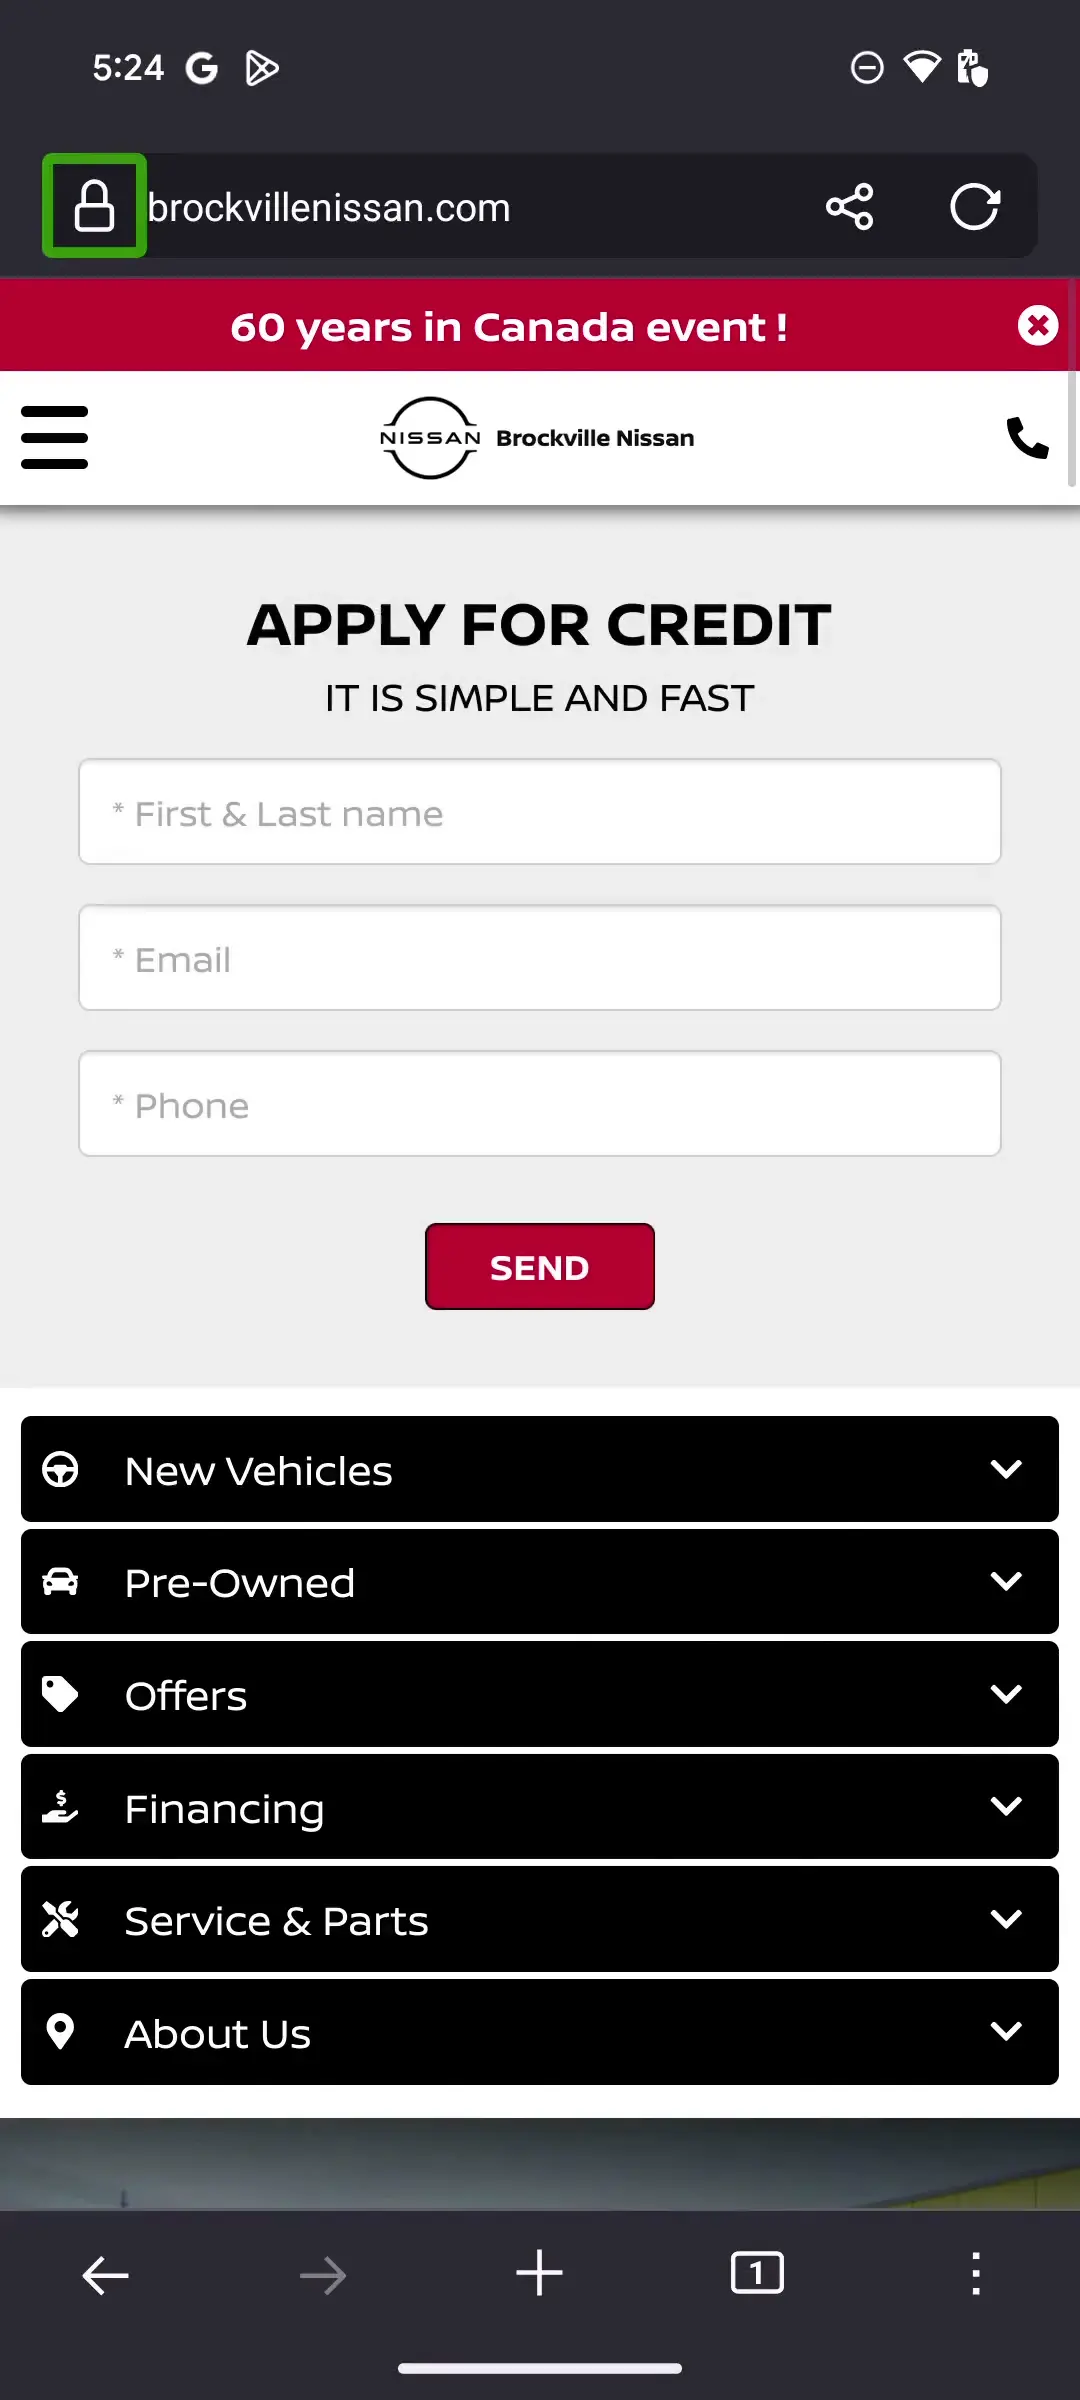 5:24
brockvillenissan.com
60 years in Canada event !
NISSAN Brockville Nissan
APPLY FOR CREDIT
IT IS SIMPLE AND FAST
* First & Last name
* Email
* Phone
SEND
New Vehicles
Pre-Owned
Offers
Financing
Service & Parts
About Us
1